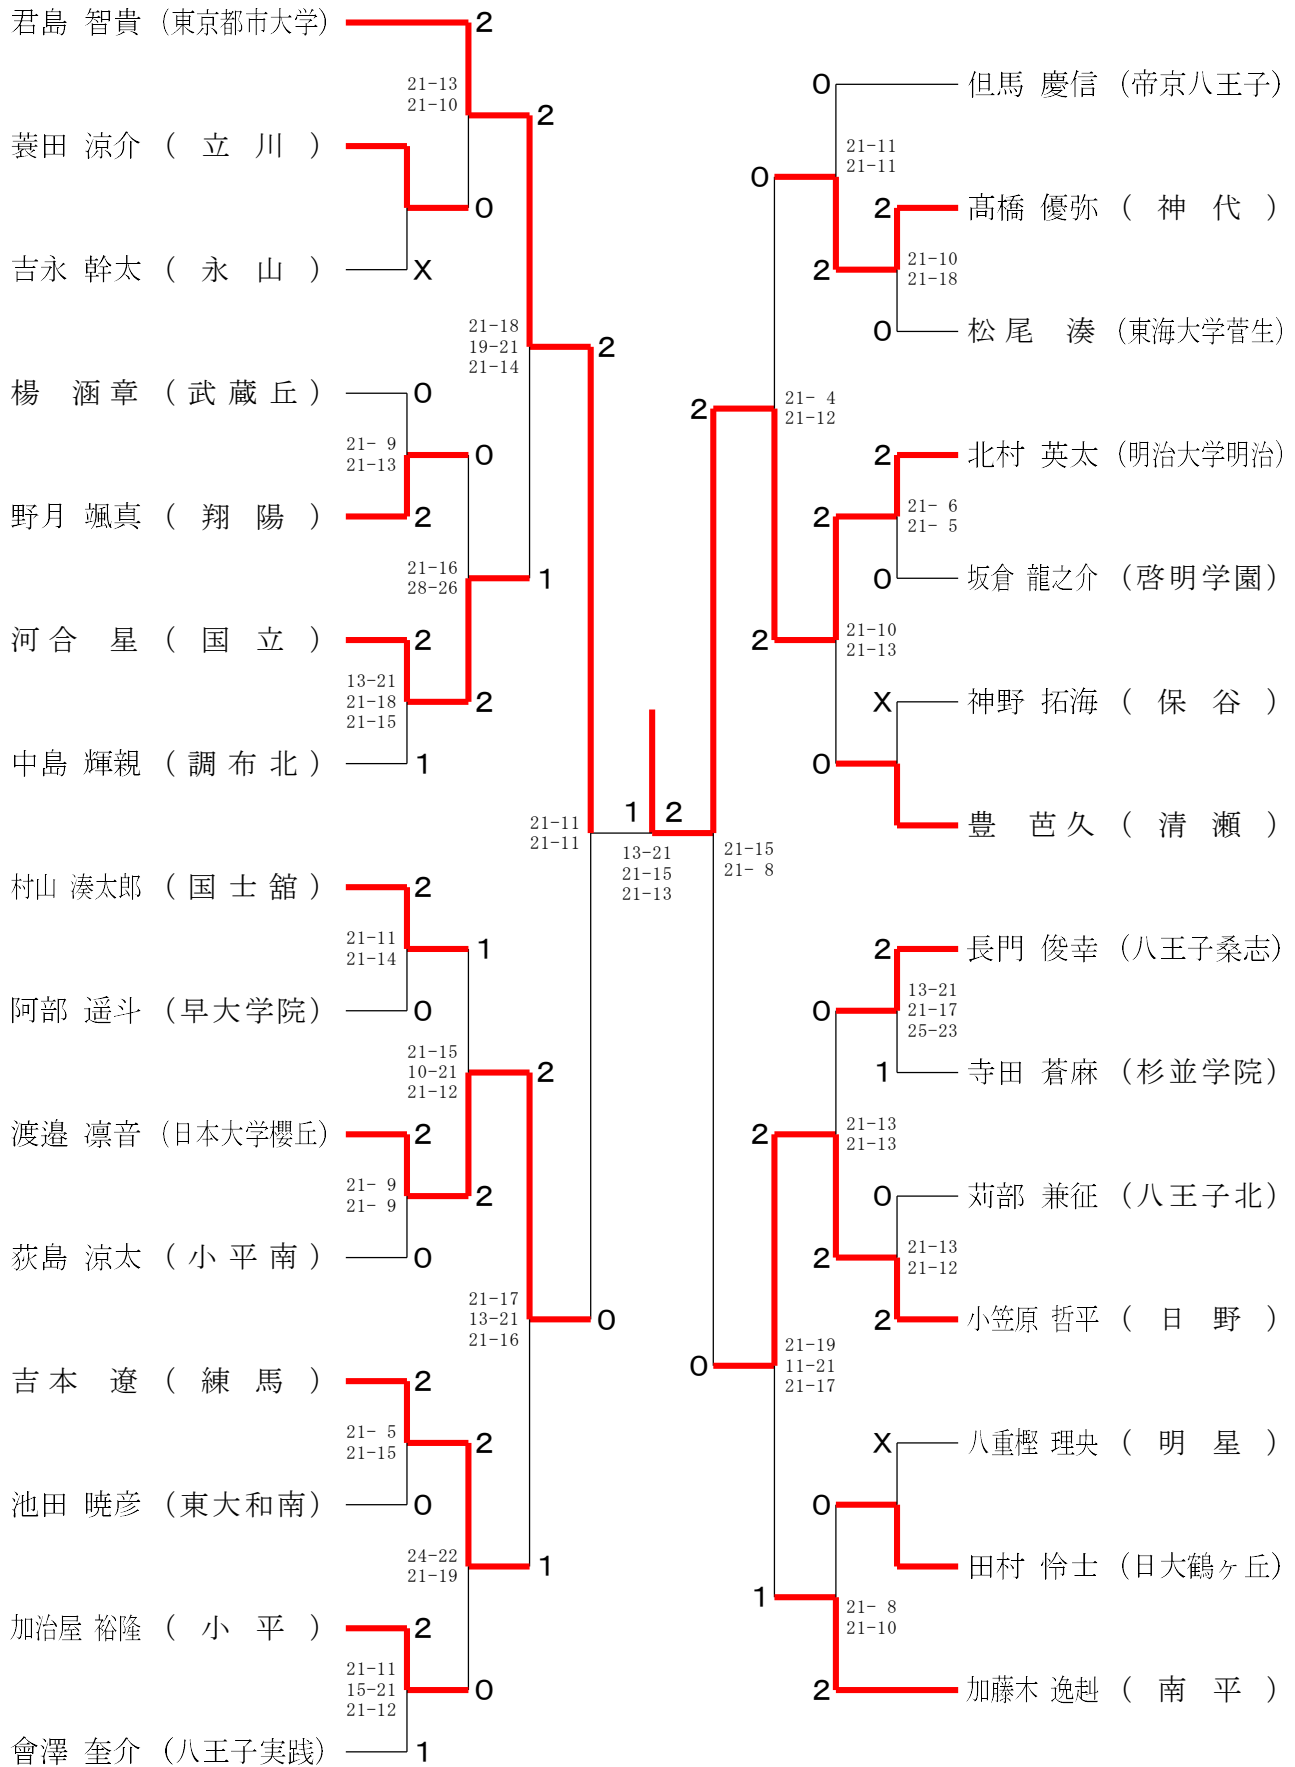 君島 智貴 (東京都市大学) 2
21-13
21-10
2
蓑田 涼介 ( 立 川 )
0
吉永 幹太 ( 永 山 ) X
21-18
19-21
21-14
2
楊 涵章 ( 武 蔵 丘 ) 0
21- 9
21-13
0
野月 颯真 ( 翔 陽 ) 2
21-16
28-26
1
河合 星 ( 国 立 ) 2
13-21
21-18
21-15
2
中島 輝親 ( 調 布 北 ) 1
21-11
21-11
村山 湊太郎 ( 国 士 舘 ) 2
21-11
21-14
1
阿部 遥斗 (早大学院) 0
21-15
10-21
21-12
2
渡邉 凛音 (日本大学櫻丘) 2
21- 9
21- 9
2
荻島 涼太 ( 小 平 南 ) 0
21-17
13-21
21-16
0
吉本 遼 ( 練 馬 ) 2
21- 5
21-15
2
池田 暁彦 (東大和南) 0
24-22
21-19
1
加治屋 裕隆 ( 小 平 ) 2
21-11
15-21
21-12
0
會澤 奎介 (八王子実践) 1
1 2
13-21
21-15
21-13
0 但馬 慶信 (帝京八王子)
21-11
21-11
0
2 髙橋 優弥 ( 神 代 )
2
21-10
21-18
0 松尾 湊 (東海大学菅生)
2
21- 4
21-12
2 北村 英太 (明治大学明治)
2
21- 6
21- 5
0 坂倉 龍之介 (啓明学園)
2
21-10
21-13
X 神野 拓海 ( 保 谷 )
0
豊 芭久 ( 清 瀬 )
21-15
21- 8
2 長門 俊幸 (八王子桑志)
0
13-21
21-17
25-23
1 寺田 蒼麻 (杉並学院)
2
21-13
21-13
0 苅部 兼征 (八王子北)
2
21-13
21-12
2 小笠原 哲平 ( 日 野 )
0
21-19
11-21
21-17
X 八重樫 理央 ( 明 星 )
0
田村 怜士 (日大鶴ヶ丘)
1
21- 8
21-10
2 加藤木 逸赳 ( 南 平 )